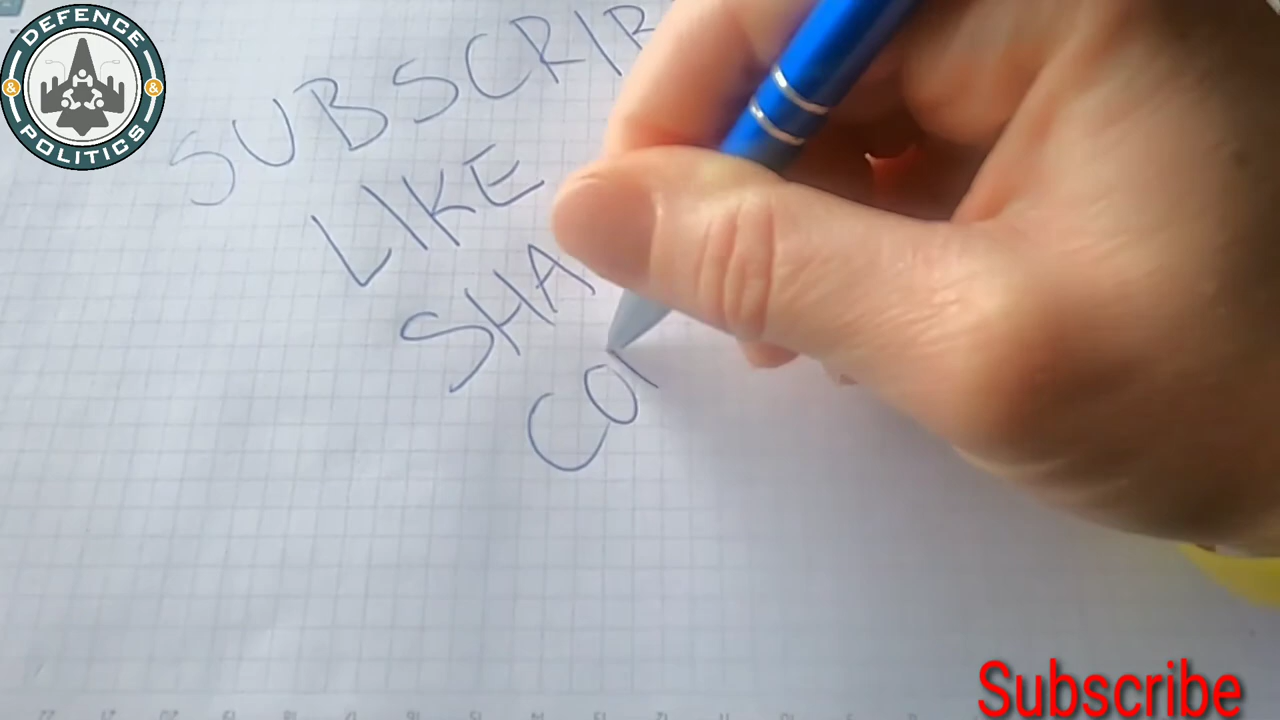 DEFENCE
& &
POLITICS
SUBSCRIB
LIKE
SHA
CO
Subscribe